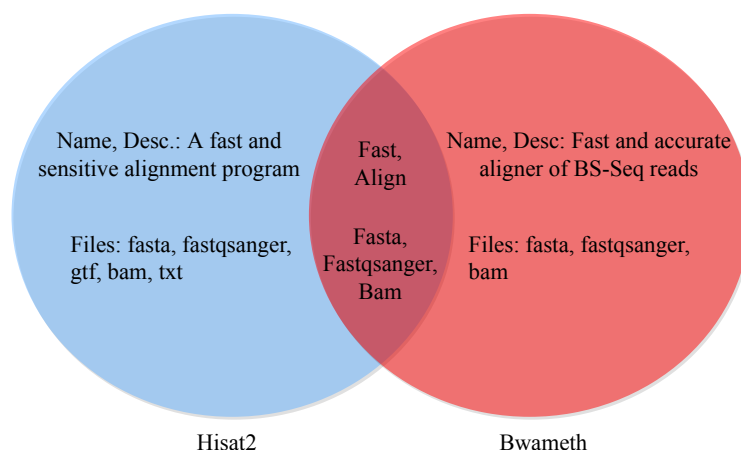 Name, Desc.: A fast and
sensitive alignment program
Files: fasta, fastqsanger,
gtf, bam, txt
Fast,
Align
Fasta,
Fastqsanger,
Bam
Name, Desc: Fast and accurate
aligner of BS-Seq reads
Files: fasta, fastqsanger,
bam
Hisat2
Bwameth